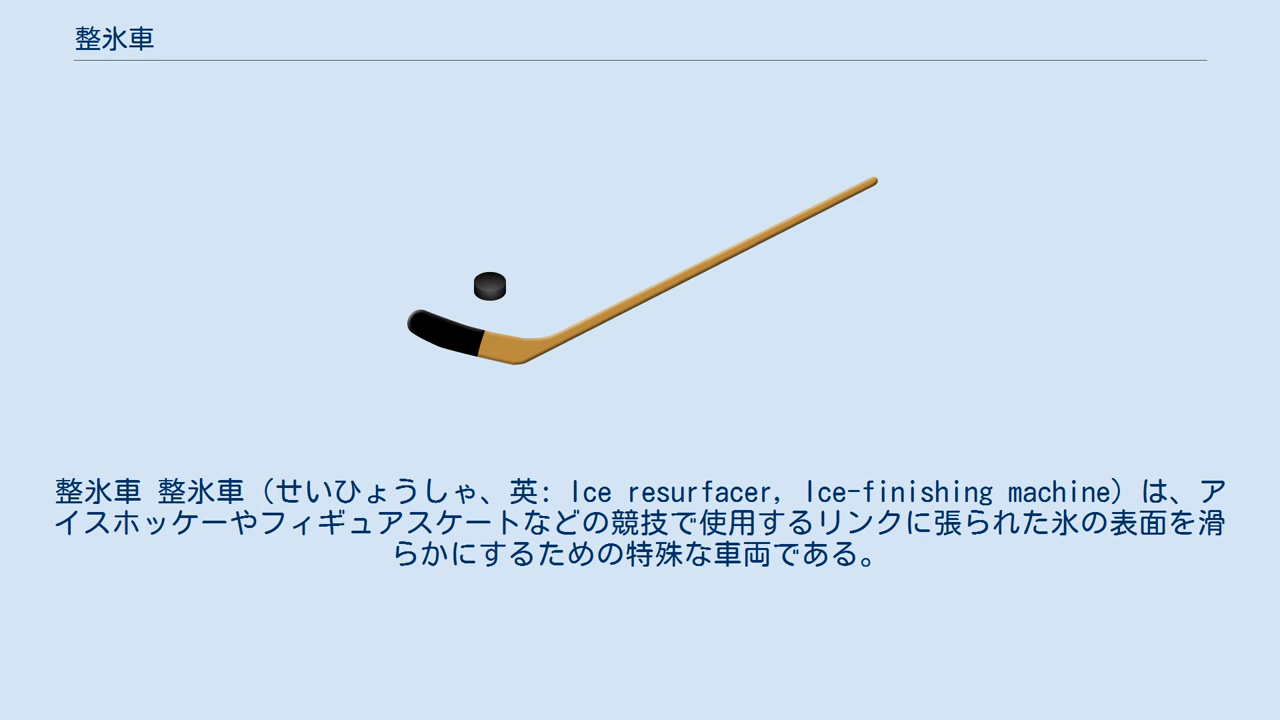 整氷車
整氷車 整氷車（せいひょうしゃ、英: Ice resurfacer, Ice-finishing machine）は、ア
イスホッケーやフィギュアスケートなどの競技で使用するリンクに張られた氷の表面を滑
らかにするための特殊な車両である。